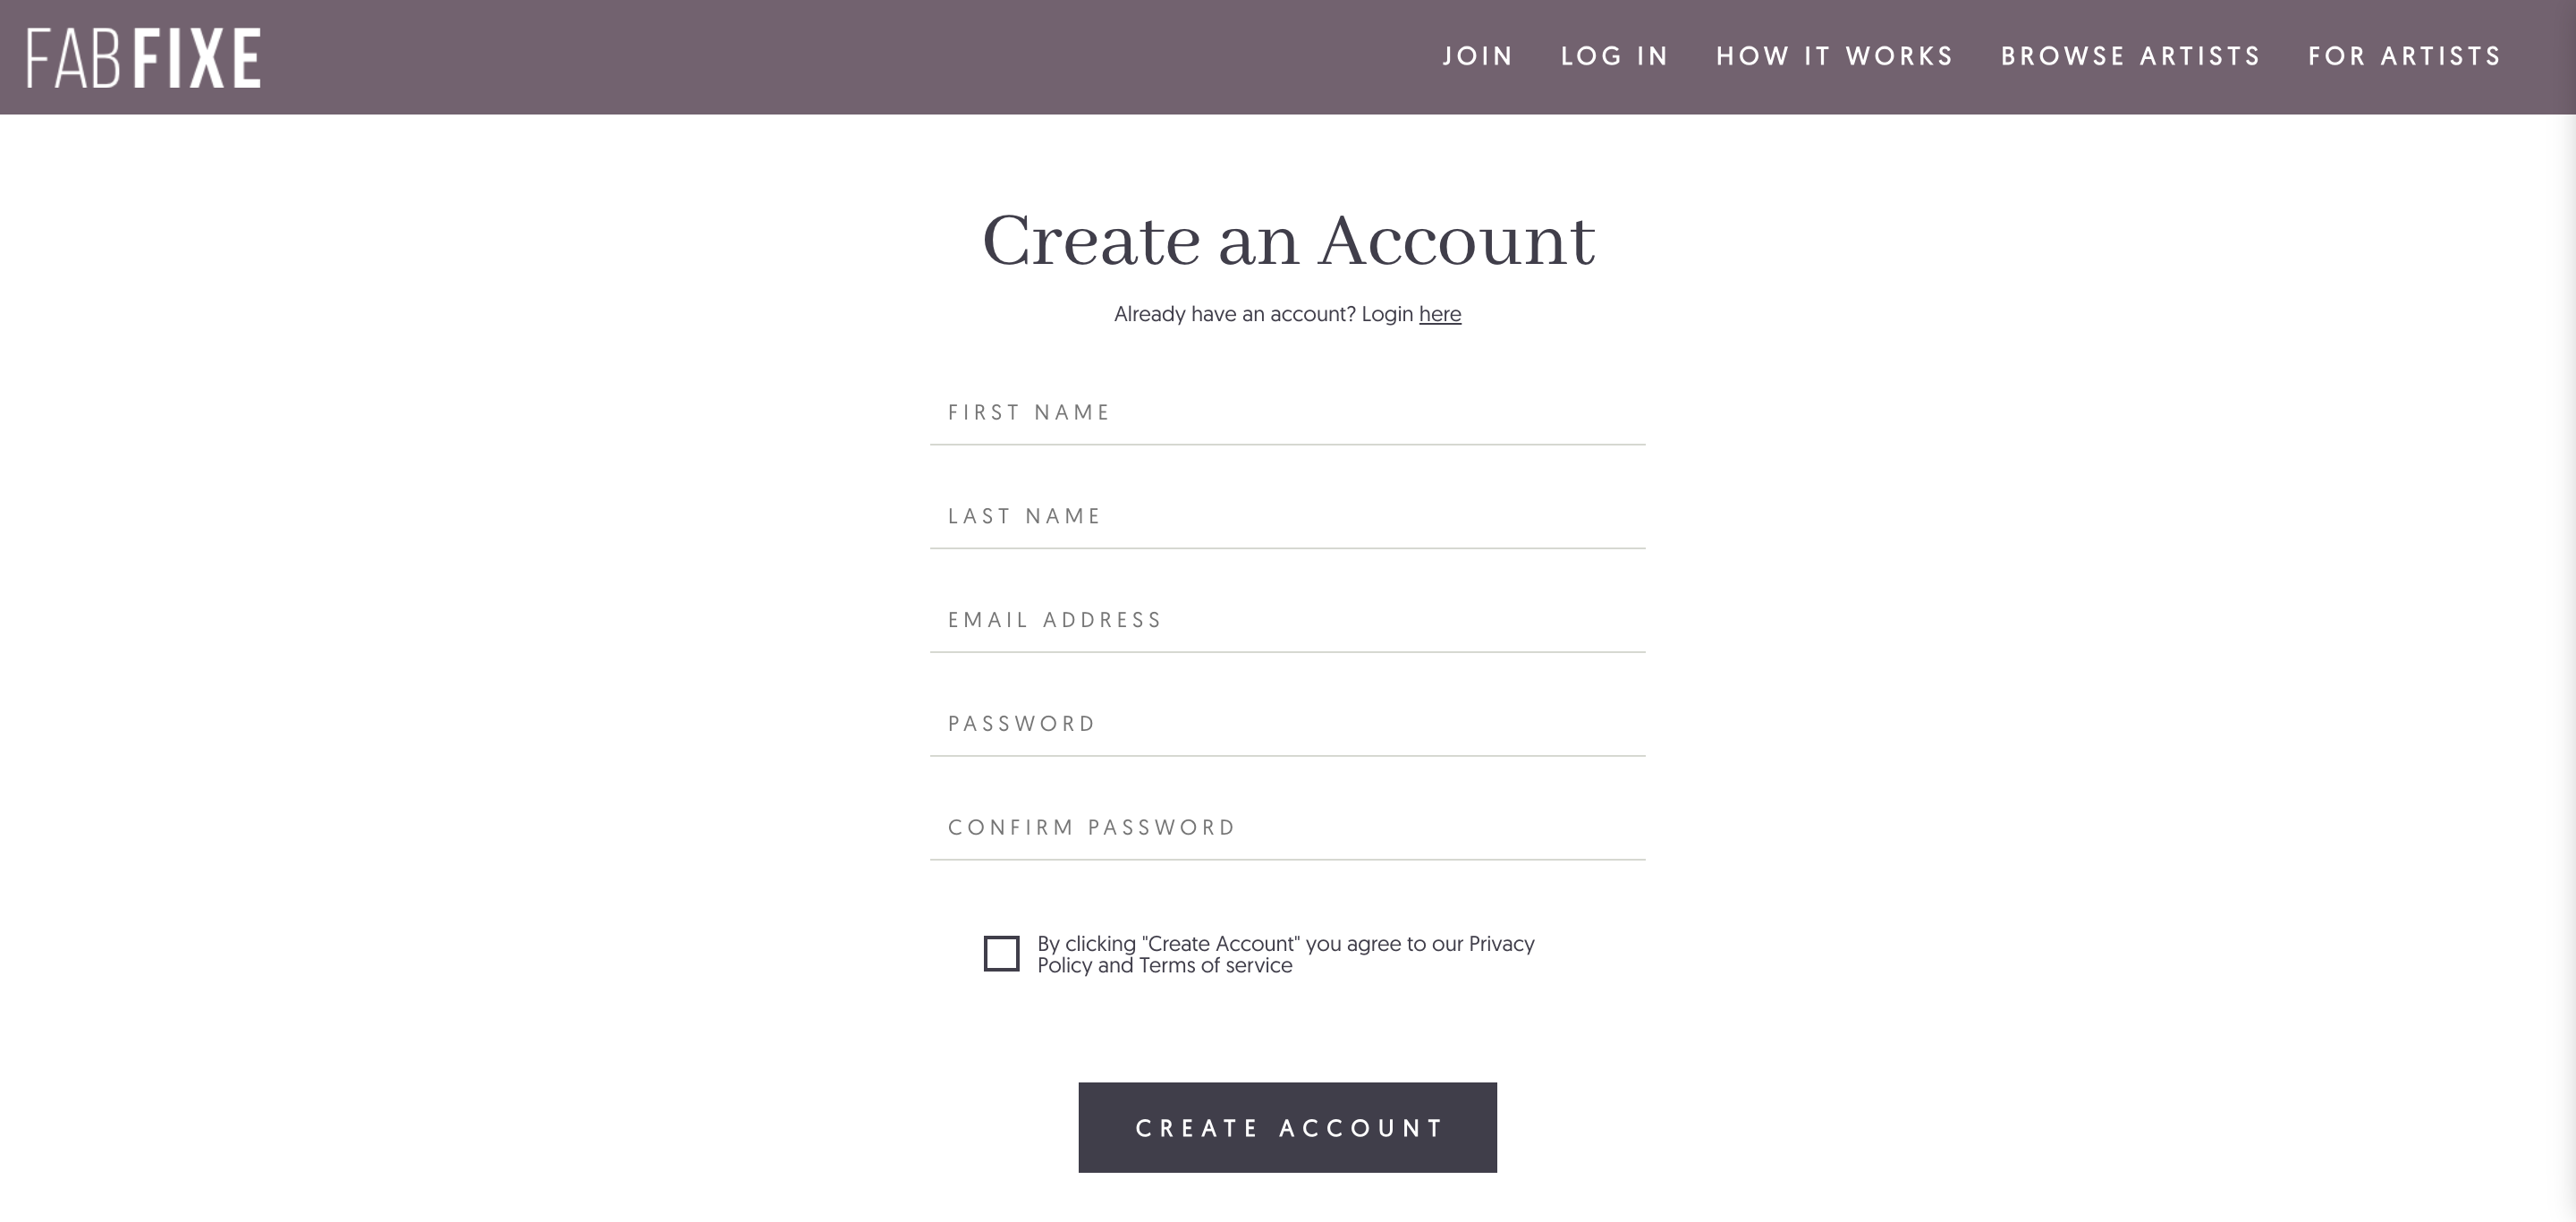 FABFIXE
JOIN LOG IN HOW IT WORKS BROWSE ARTISTS FOR ARTISTS
Create an Account
Already have an account? Login here
FIRST NAME
LAST NAME
EMAIL ADDRESS
PASSWORD
CONFIRM PASSWORD
By clicking "Create Account" you agree to our Privacy
Policy and Terms of service
CREATE ACCOUNT